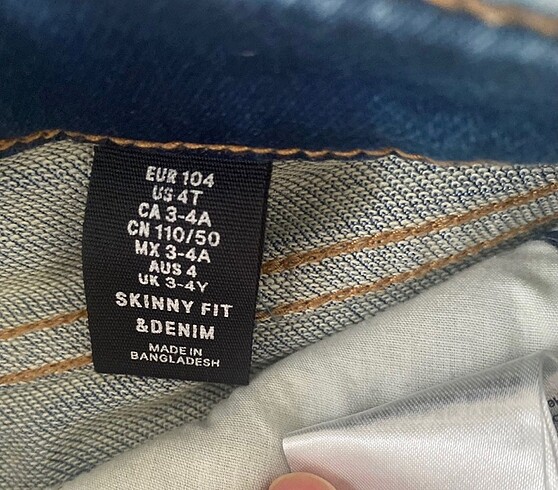 EUR 104
US 4T
CA 3-4A
CN 110/50
MX 3-4A
AUS 4
UK 3-4Y
SKINNY FIT
&DENIM
MADE IN
BANGLADESH